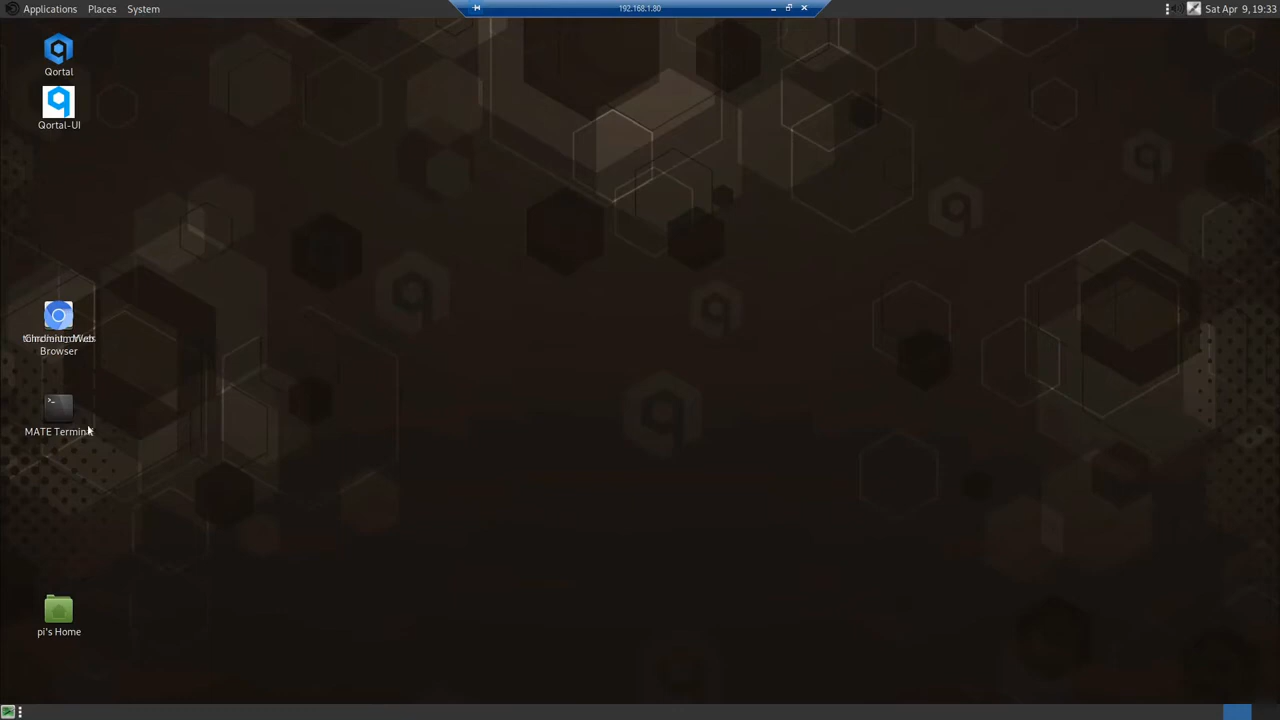 Applications Places System
192.168.1.80
Sat Apr 9, 19:33
Qortal
Qortal-UI
Browser
MATE Terminal
pi's Home